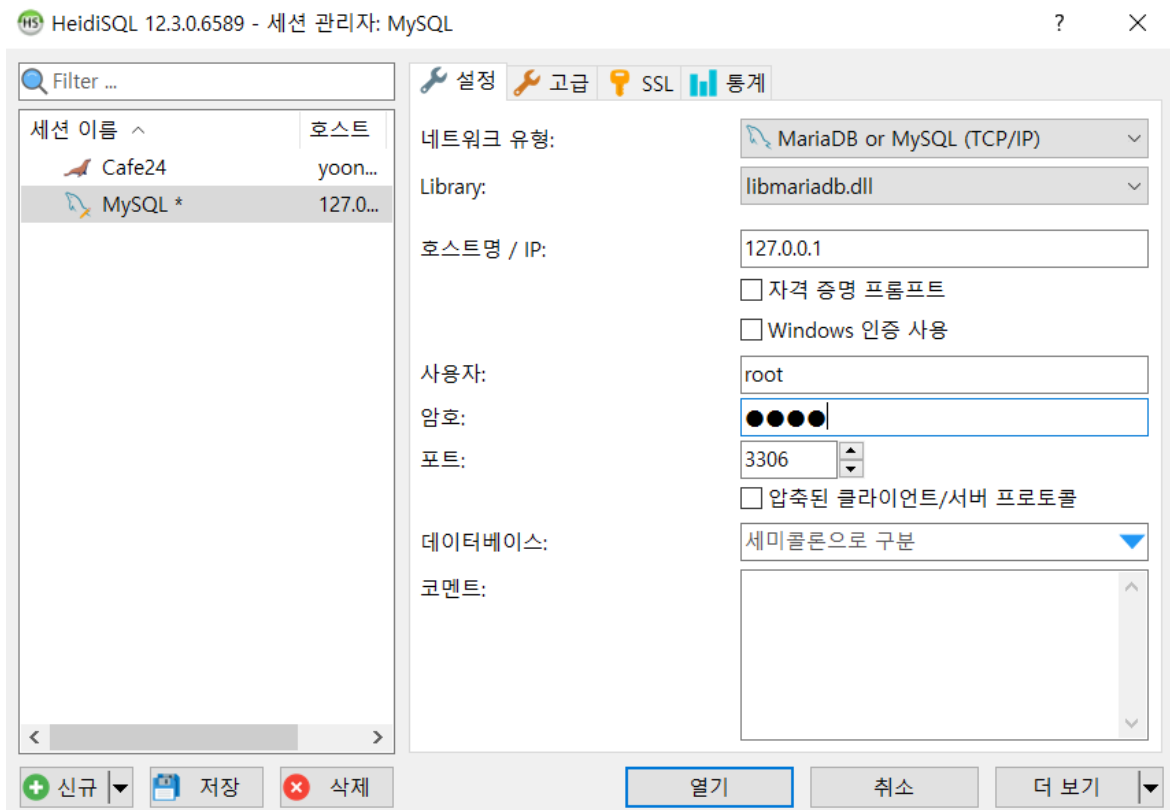 HeidiSQL 12.3.0.6589 - 세션 관리자: MySQL
Filter ...
세션 이름 호스트
Cafe24 yoon...
MySQL * 127.0...
설정 고급 SSL 통계
네트워크 유형: MariaDB or MySQL (TCP/IP)
Library: libmariadb.dll
호스트명 / IP: 127.0.0.1
자격 증명 프롬프트
Windows 인증 사용
사용자: root
암호: ●●●●
포트: 3306
압축된 클라이언트/서버 프로토콜
데이터베이스: 세미콜론으로 구분
코멘트:
신규 저장 삭제 열기 취소 더 보기